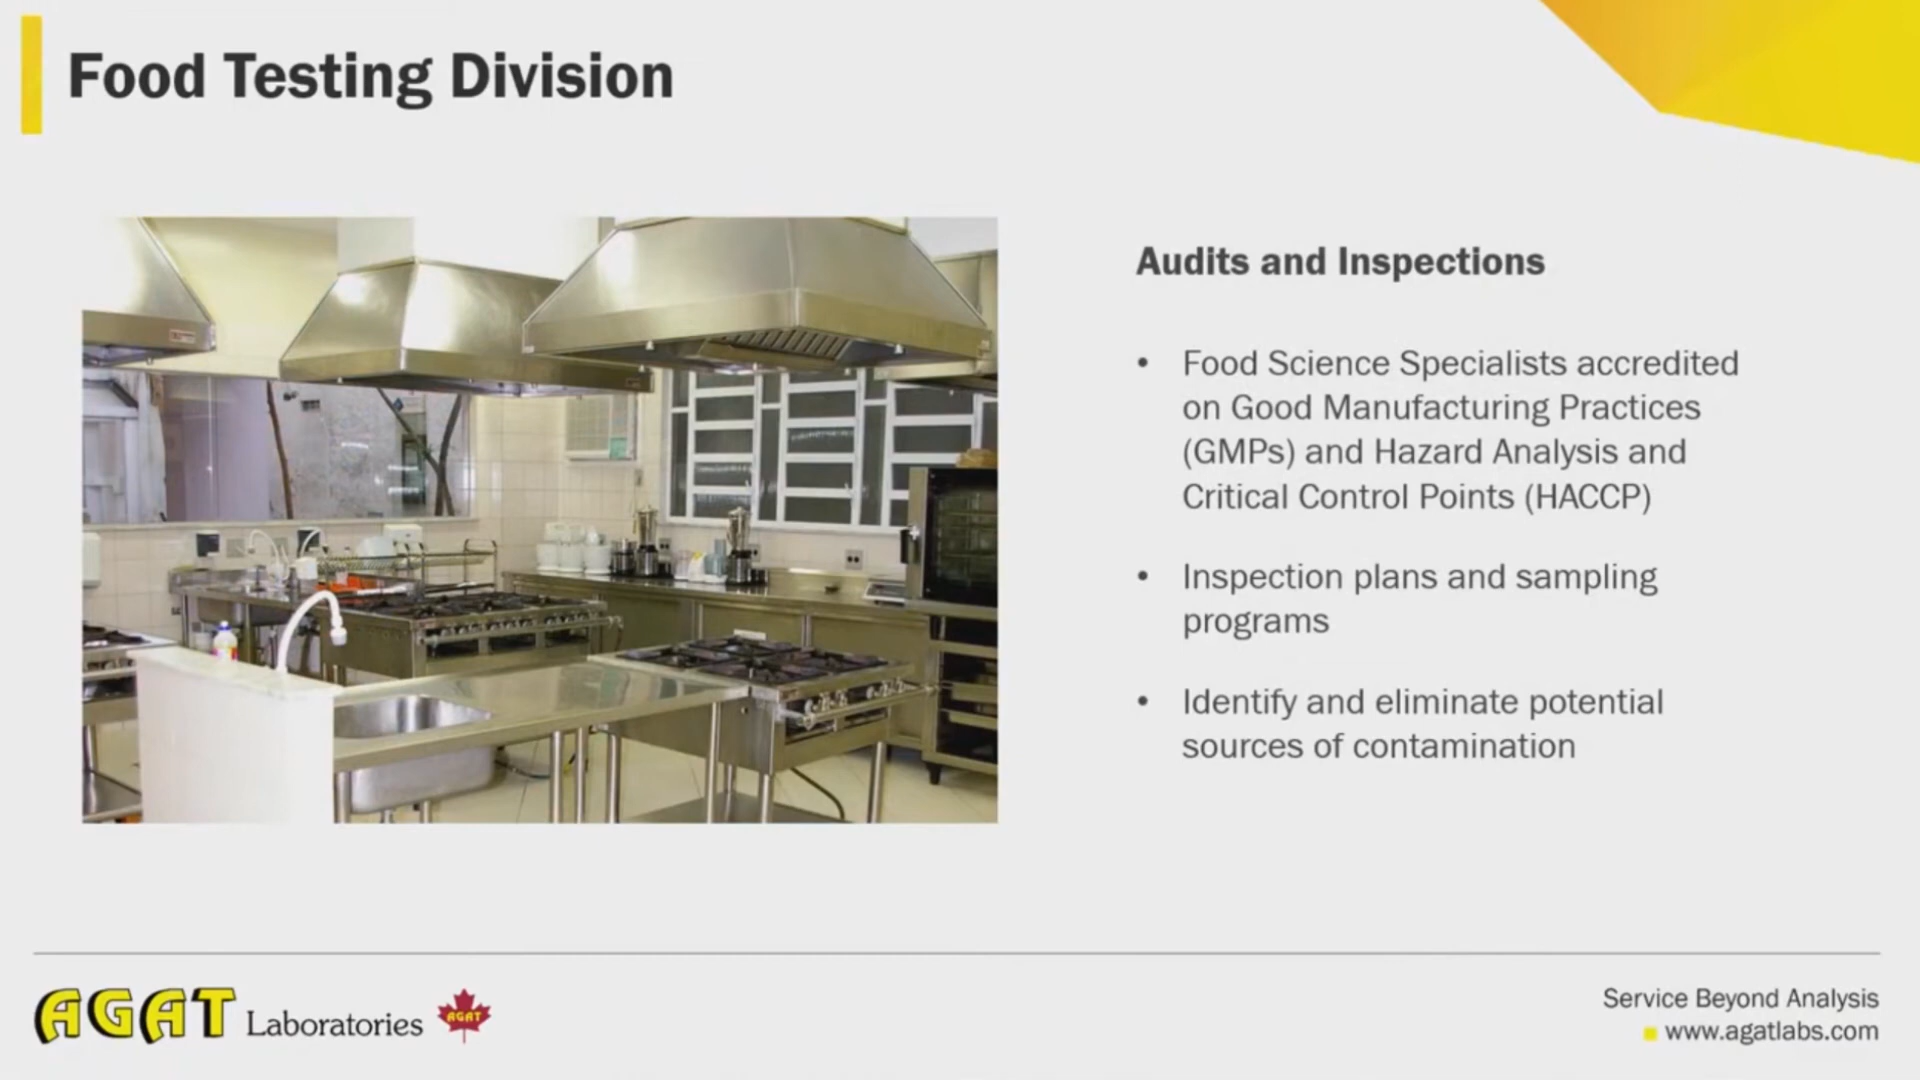 Food Testing Division
Audits and Inspections
• Food Science Specialists accredited
on Good Manufacturing Practices
(GMPs) and Hazard Analysis and
Critical Control Points (HACCP)
• Inspection plans and sampling
programs
• Identify and eliminate potential
sources of contamination
AGAT Laboratories AGAT
Service Beyond Analysis
www.agatlabs.com